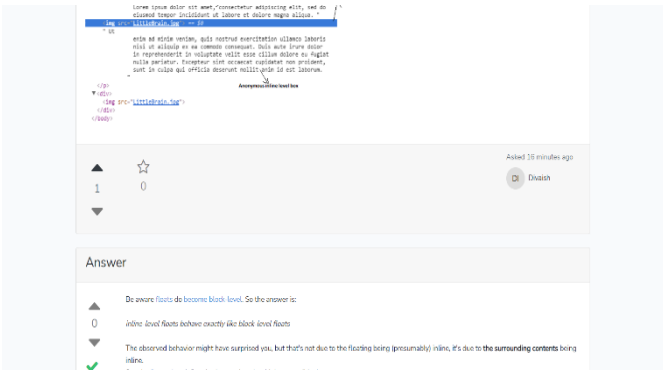 Lorem ipsum dolor sit amet, consectetur adipiscing elit, sed do
eiusmod tempor incididunt ut labore et dolore magna aliqua. "
<img src="LittleBrain.jpg"> == $0
" Ut
enim ad minim veniam, quis nostrud exercitation ullamco laboris
nisi ut aliquip ex ea commodo consequat. Duis aute irure dolor
in reprehenderit in voluptate velit esse cillum dolore eu fugiat
nulla pariatur. Excepteur sint occaecat cupidatat non proident,
sunt in culpa qui officia deserunt mollit anim id est laborum.
"
</p>
Anonymous inline level box
▼<div>
<img src="LittleBrain.jpg">
</div>
</body>
Asked 16 minutes ago
1
0
DI
Divaish
Answer
Be aware floats do become block-level. So the answer is:
0
inline-level floats behave exactly like block-level floats
The observed behavior might have surprised you, but that's not due to the floating being (presumably) inline, it's due to the surrounding contents being
inline.